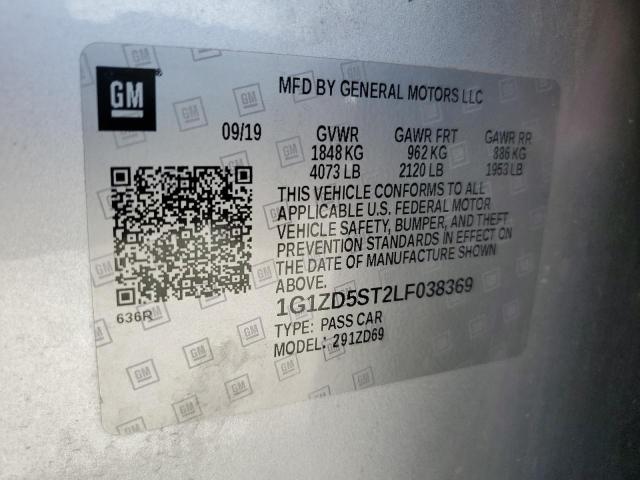 GM
MFD BY GENERAL MOTORS LLC
09/19 GVWR GAWR FRT GAWR RR
1848 KG 962 KG 886 KG
4073 LB 2120 LB 1953 LB
THIS VEHICLE CONFORMS TO ALL
APPLICABLE U.S. FEDERAL MOTOR
VEHICLE SAFETY, BUMPER, AND THEFT
PREVENTION STANDARDS IN EFFECT ON
THE DATE OF MANUFACTURE SHOWN
ABOVE.
1G1ZD5ST2LF038369
636R
TYPE: PASS CAR
MODEL: 291ZD69